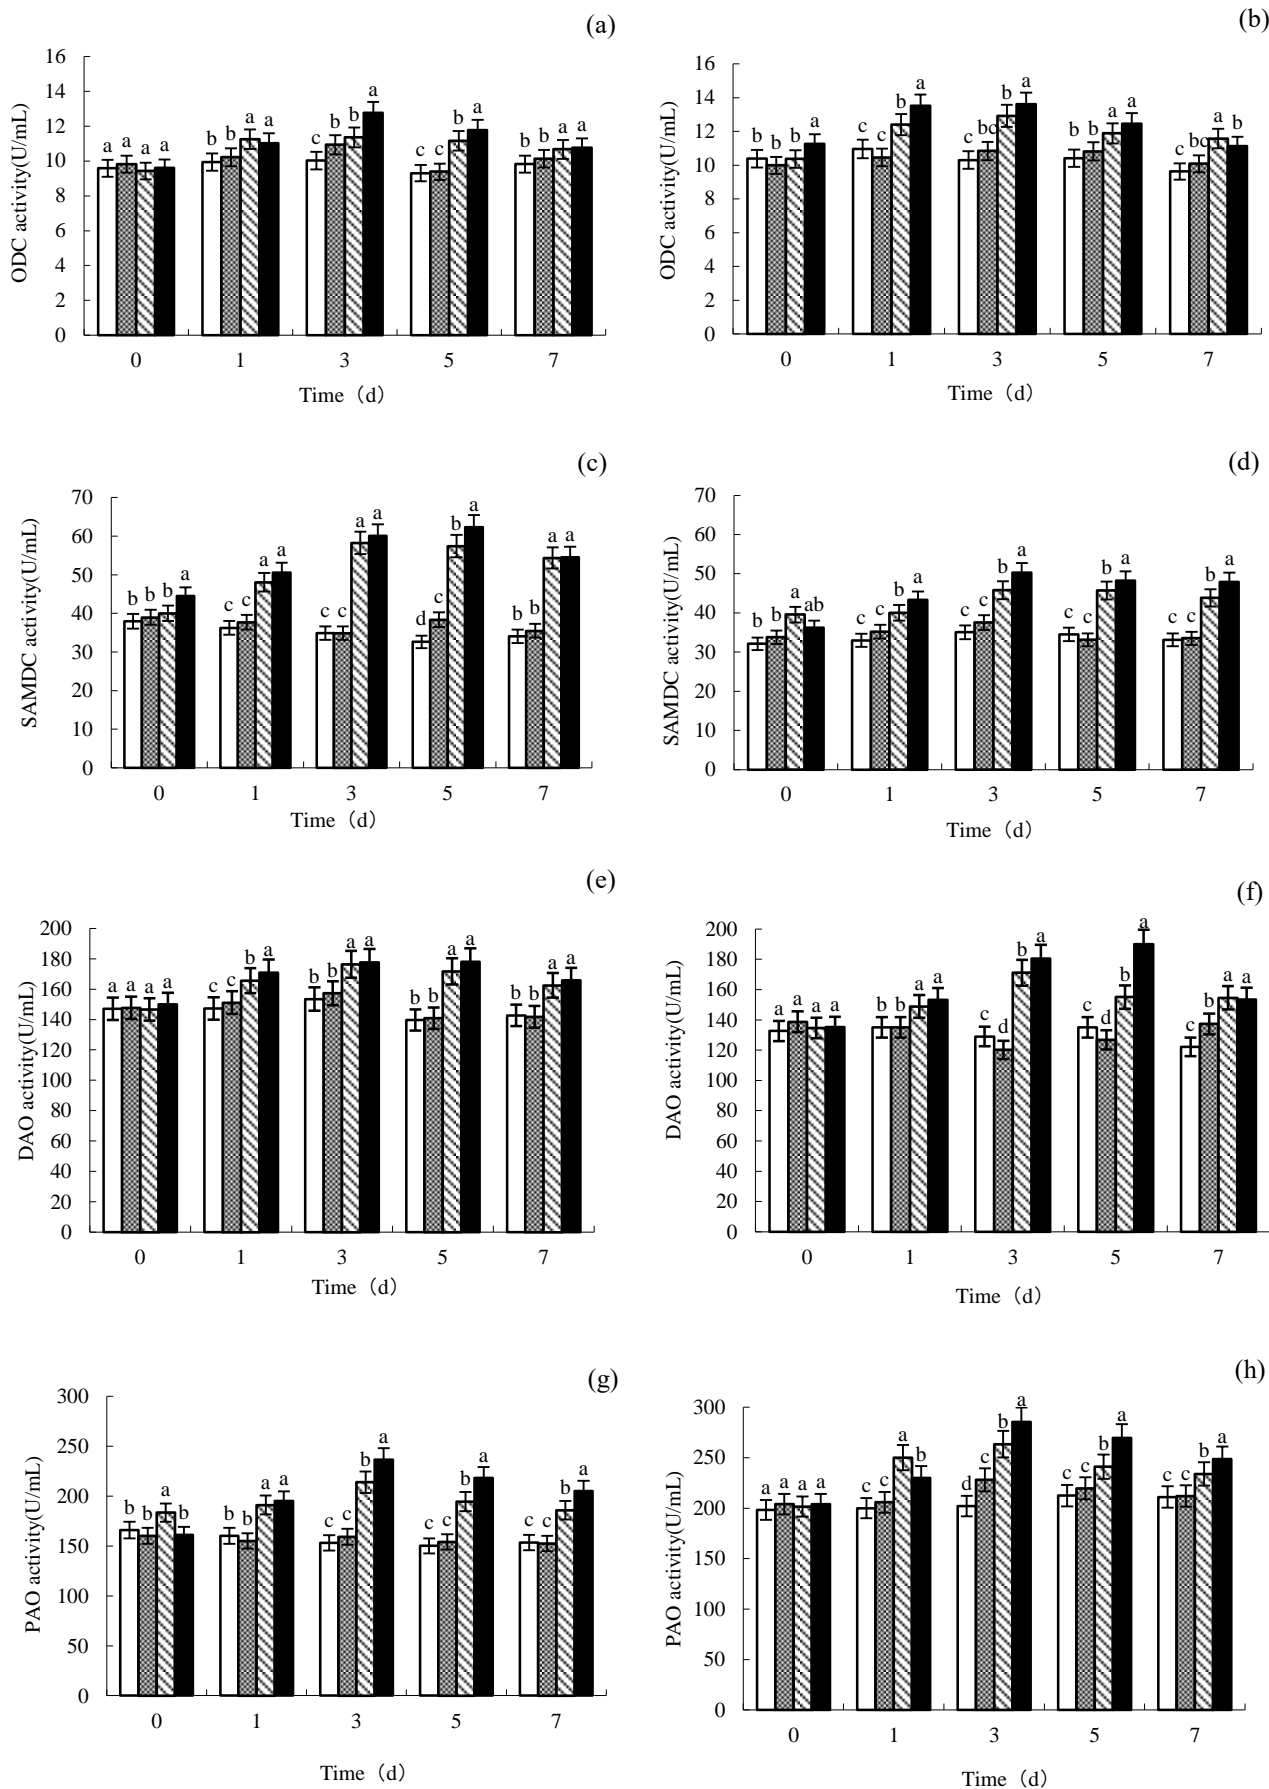 (a)
ODC activity(U/mL)
16
14
12
10
8
6
4
2
0
a a a a b b a a c b b a c c b a b b a a
0 1 3 5 7
Time（d）
(b)
ODC activity(U/mL)
16
14
12
10
8
6
4
2
0
b b b a c c b a c bc b a b b a a c bc a b
0 1 3 5 7
Time（d）
(c)
SAMDC activity(U/mL)
70
60
50
40
30
20
10
0
b b b a c c a a c c a a d c b a b b a a
0 1 3 5 7
Time（d）
(d)
SAMDC activity(U/mL)
70
60
50
40
30
20
10
0
b b a ab c c b a c c b a c c b a c c b a
0 1 3 5 7
Time（d）
(e)
DAO activity(U/mL)
200
180
160
140
120
100
80
60
40
20
0
a a a a c c b a b b a a b b a a b b a a
0 1 3 5 7
Time（d）
(f)
DAO activity(U/mL)
200
180
160
140
120
100
80
60
40
20
0
a a a a b b a a c d b a c d b a c b a a
0 1 3 5 7
Time（d）
(g)
PAO activity(U/mL)
300
250
200
150
100
50
0
b b a b b b a a c c b a c c b a c c b a
0 1 3 5 7
Time（d）
(h)
PAO activity(U/mL)
300
250
200
150
100
50
0
a a a a c c a b d c b a c c b a c c b a
0 1 3 5 7
Time（d）